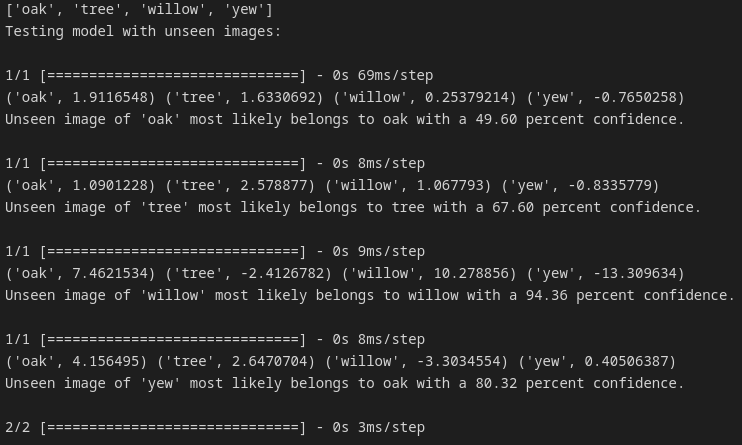 ['oak', 'tree', 'willow', 'yew']
Testing model with unseen images:
1/1 [==============================] - 0s 69ms/step
('oak', 1.9116548) ('tree', 1.6330692) ('willow', 0.25379214) ('yew', -0.7650258)
Unseen image of 'oak' most likely belongs to oak with a 49.60 percent confidence.
1/1 [==============================] - 0s 8ms/step
('oak', 1.0901228) ('tree', 2.578877) ('willow', 1.067793) ('yew', -0.8335779)
Unseen image of 'tree' most likely belongs to tree with a 67.60 percent confidence.
1/1 [==============================] - 0s 9ms/step
('oak', 7.4621534) ('tree', -2.4126782) ('willow', 10.278856) ('yew', -13.309634)
Unseen image of 'willow' most likely belongs to willow with a 94.36 percent confidence.
1/1 [==============================] - 0s 8ms/step
('oak', 4.156495) ('tree', 2.6470704) ('willow', -3.3034554) ('yew', 0.40506387)
Unseen image of 'yew' most likely belongs to oak with a 80.32 percent confidence.
2/2 [==============================] - 0s 3ms/step